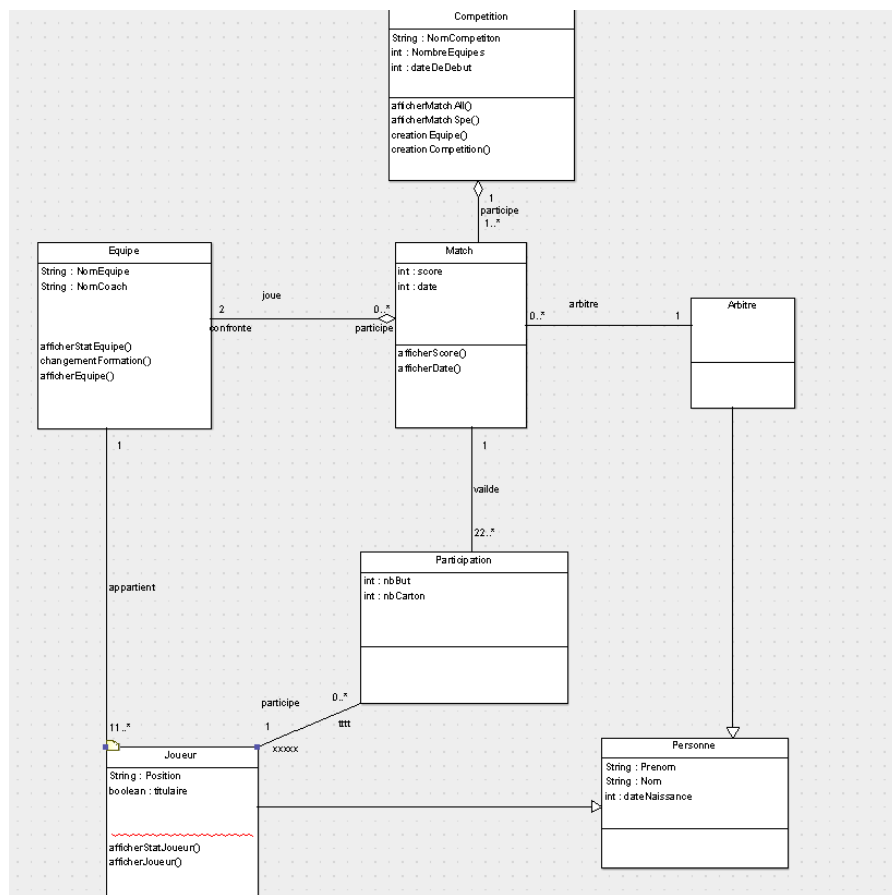 Competition
String : NomCompetiton
int : NombreEquipes
int : dateDeDebut
afficherMatchAll()
afficherMatchSpe()
creationEquipe()
creationCompetition()
1
participe
1..*
Equipe
String : NomEquipe
String : NomCoach
afficherStatEquipe()
changementFormation()
afficherEquipe()
joue
2
0..*
confronte
participe
Match
int : score
int : date
afficherScore()
afficherDate()
arbitre
0..*
1
Arbitre
1
1
vailde
22..*
Participation
int : nbBut
int : nbCarton
appartient
participe
0..*
11..*
1
tttt
xxxxx
Joueur
String : Position
boolean : titulaire
afficherStatJoueur()
afficherJoueur()
Personne
String : Prenom
String : Nom
int : dateNaissance